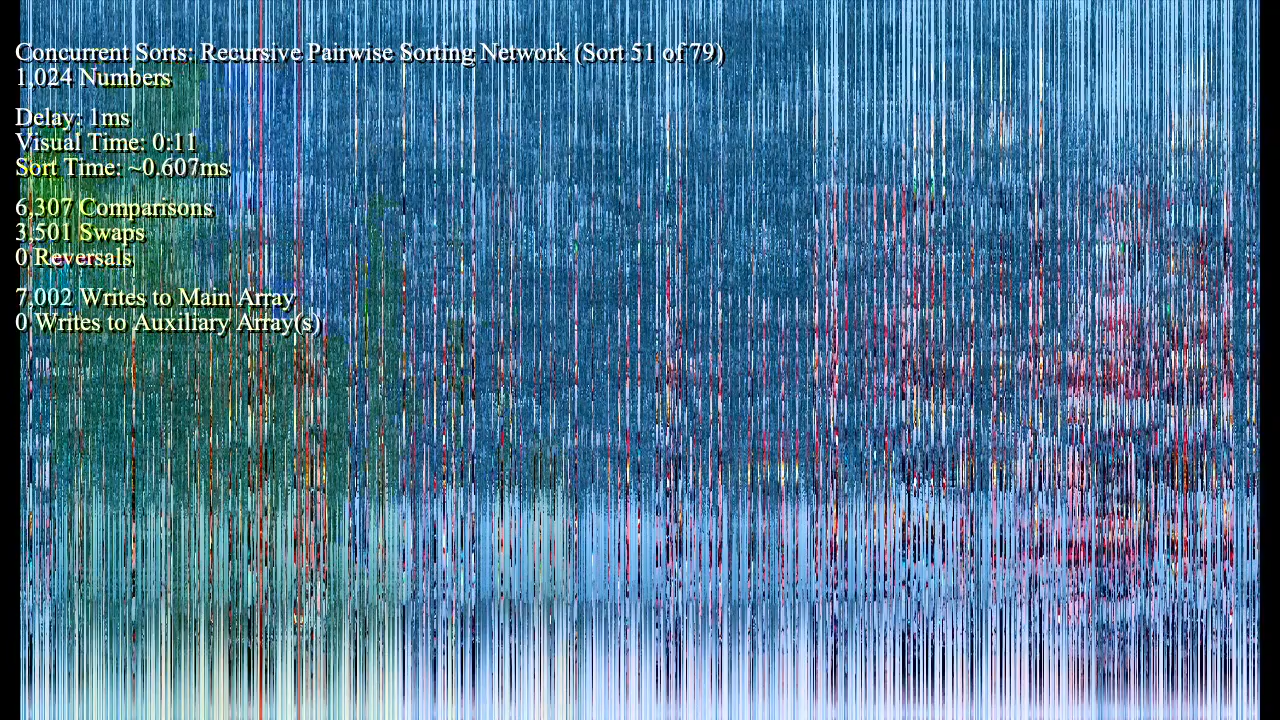 Concurrent Sorts: Recursive Pairwise Sorting Network (Sort 51 of 79)
1,024 Numbers
Delay: 1ms
Visual Time: 0:11
Sort Time: ~0.607ms
6,307 Comparisons
3,501 Swaps
0 Reversals
7,002 Writes to Main Array
0 Writes to Auxiliary Array(s)